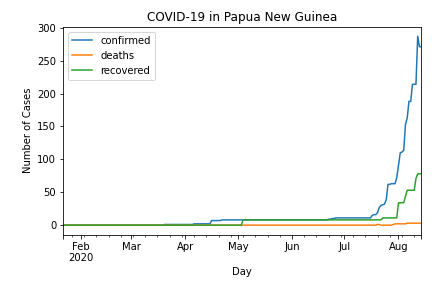 COVID-19 in Papua New Guinea
300
250
200
150
100
50
0
Number of Cases
confirmed
deaths
recovered
Feb Mar Apr May Jun Jul Aug
2020
Day